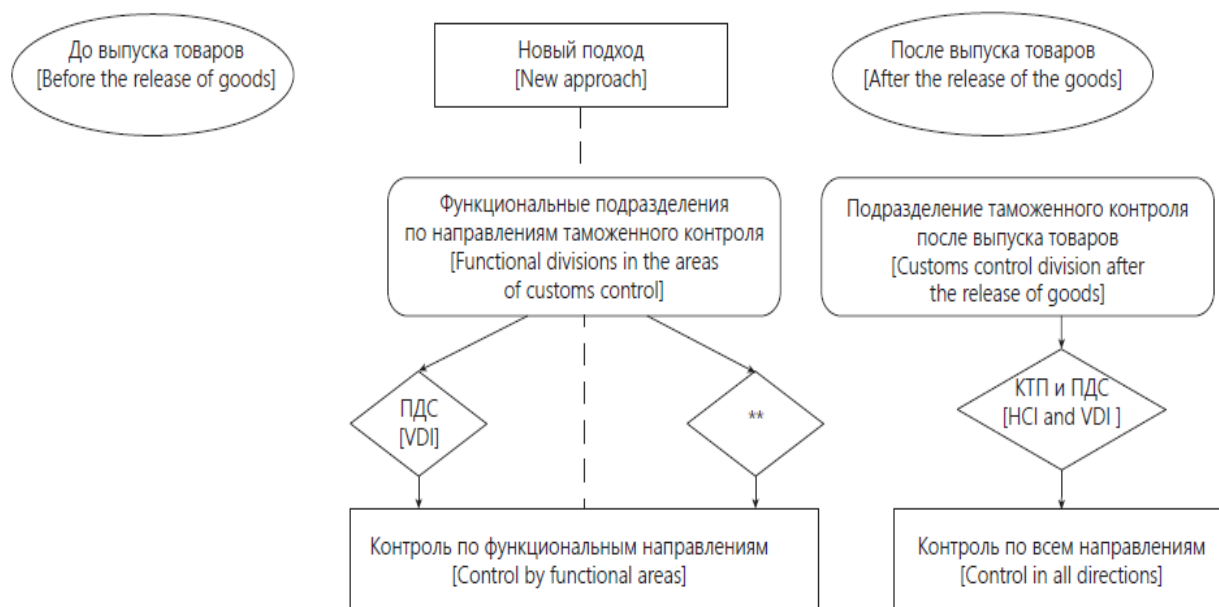 До выпуска товаров
[Before the release of goods]
Новый подход
[New approach]
После выпуска товаров
[After the release of the goods]
Функциональные подразделения
по направлениям таможенного контроля
[Functional divisions in the areas
of customs control]
Подразделение таможенного контроля
после выпуска товаров
[Customs control division after
the release of goods]
ПДС
[VDI]
**
КТП и ПДС
[HCI and VDI ]
Контроль по функциональным направлениям
[Control by functional areas]
Контроль по всем направлениям
[Control in all directions]